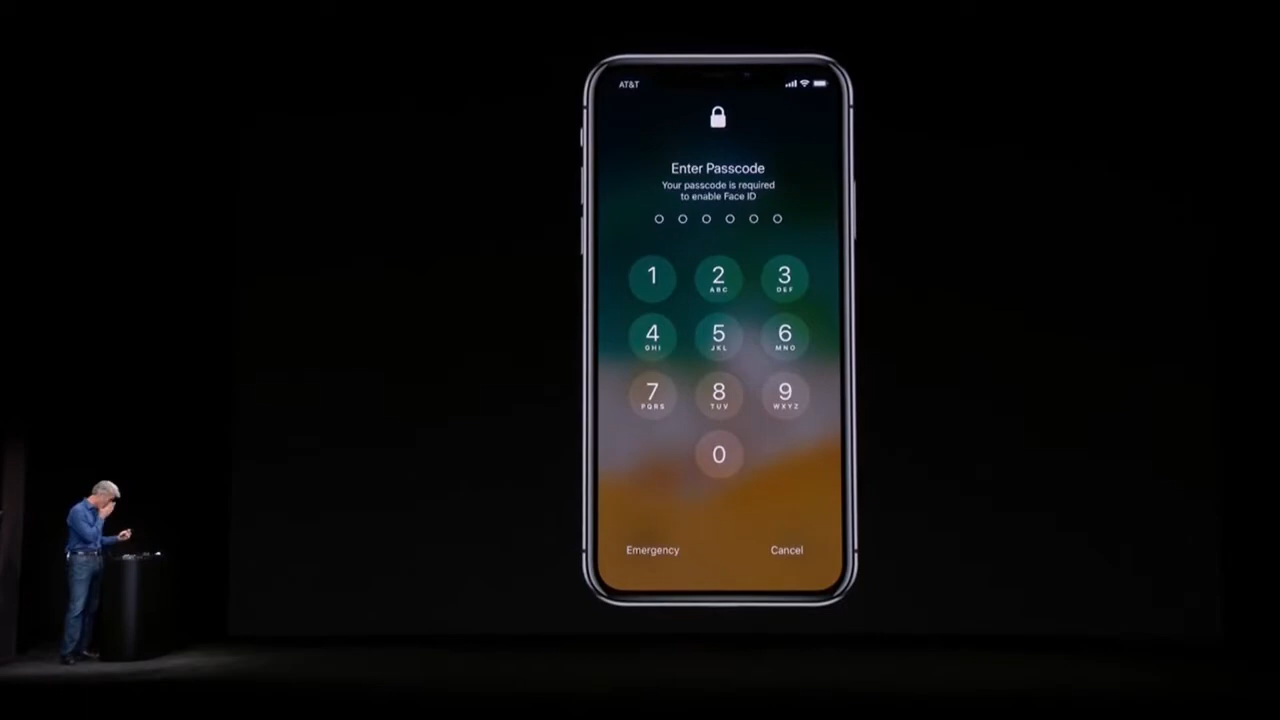 AT&T
Enter Passcode
Your passcode is required
to enable Face ID
1
2
ABC
3
DEF
4
GHI
5
JKL
6
MNO
7
PQRS
8
TUV
9
WXYZ
0
Emergency
Cancel